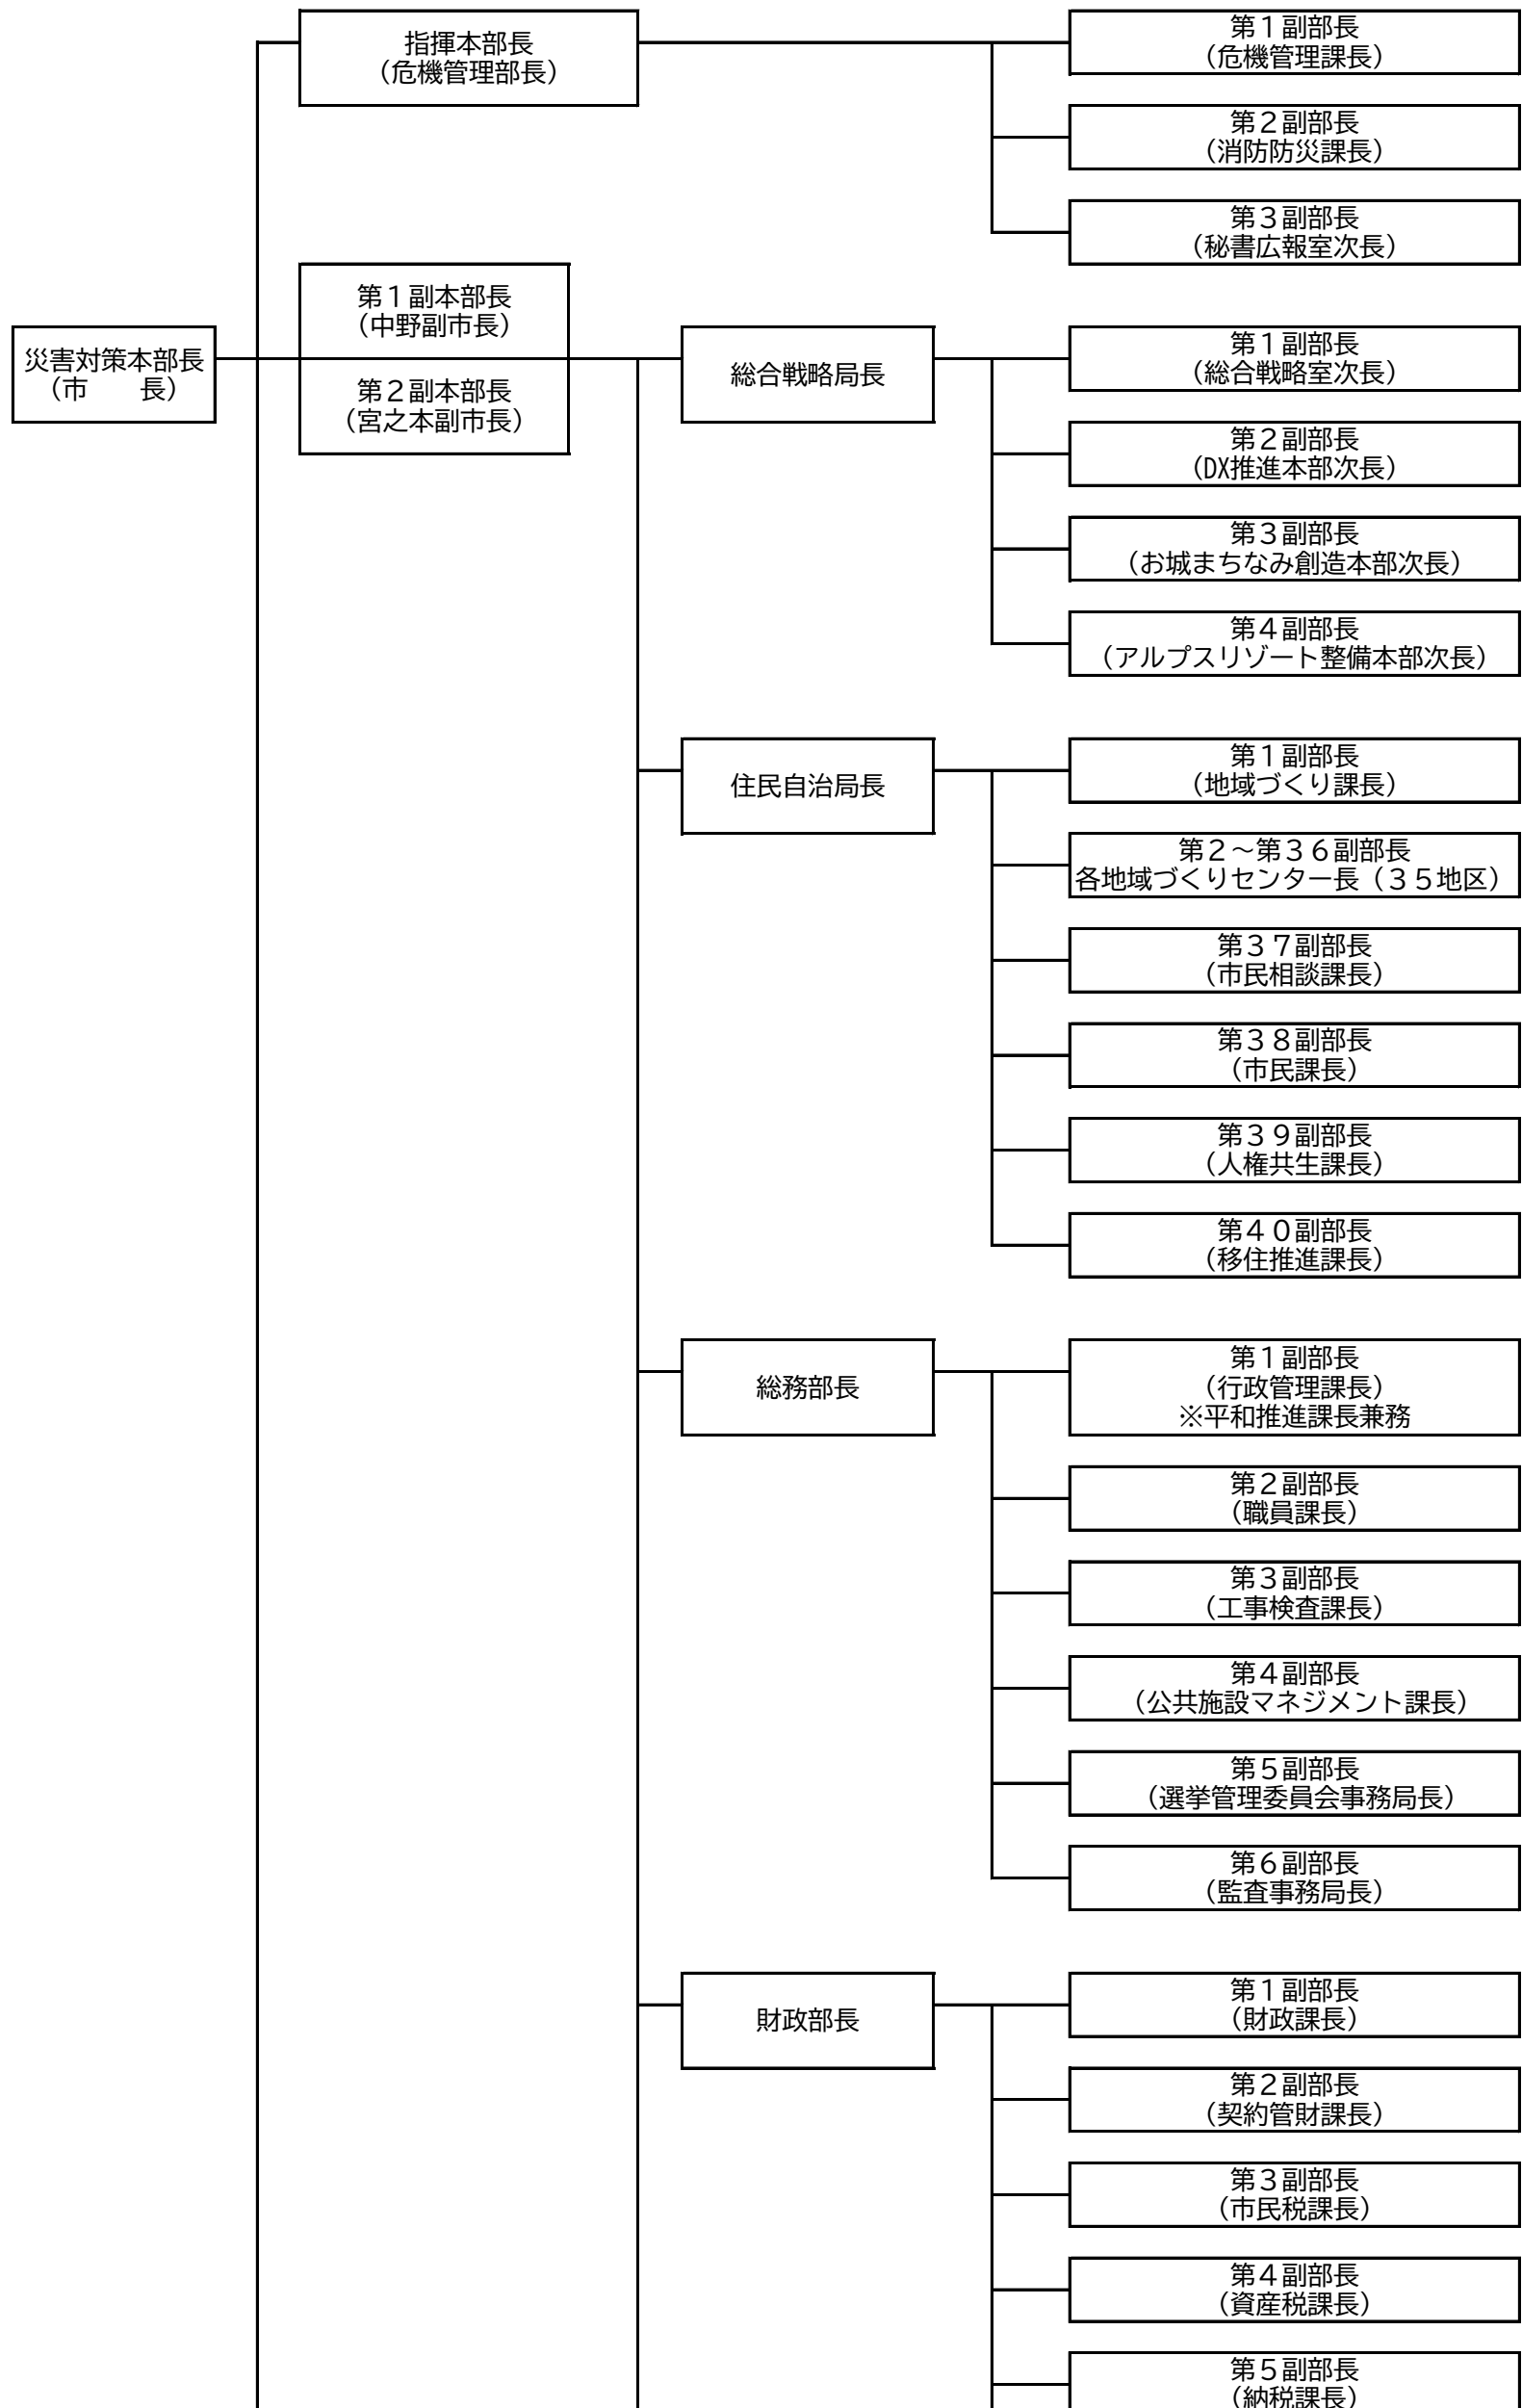 指揮本部長
（危機管理部長）
第１副部長
（危機管理課長）
第２副部長
（消防防災課長）
第３副部長
（秘書広報室次長）
災害対策本部長
（市　　長）
第１副本部長
（中野副市長）
第２副本部長
（宮之本副市長）
総合戦略局長
第１副部長
（総合戦略室次長）
第２副部長
（DX推進本部次長）
第３副部長
（お城まちなみ創造本部次長）
第４副部長
（アルプスリゾート整備本部次長）
住民自治局長
第１副部長
（地域づくり課長）
第２～第３６副部長
各地域づくりセンター長（３５地区）
第３７副部長
（市民相談課長）
第３８副部長
（市民課長）
第３９副部長
（人権共生課長）
第４０副部長
（移住推進課長）
総務部長
第１副部長
（行政管理課長）
※平和推進課長兼務
第２副部長
（職員課長）
第３副部長
（工事検査課長）
第４副部長
（公共施設マネジメント課長）
第５副部長
（選挙管理委員会事務局長）
第６副部長
（監査事務局長）
財政部長
第１副部長
（財政課長）
第２副部長
（契約管財課長）
第３副部長
（市民税課長）
第４副部長
（資産税課長）
第５副部長
（納税課長）